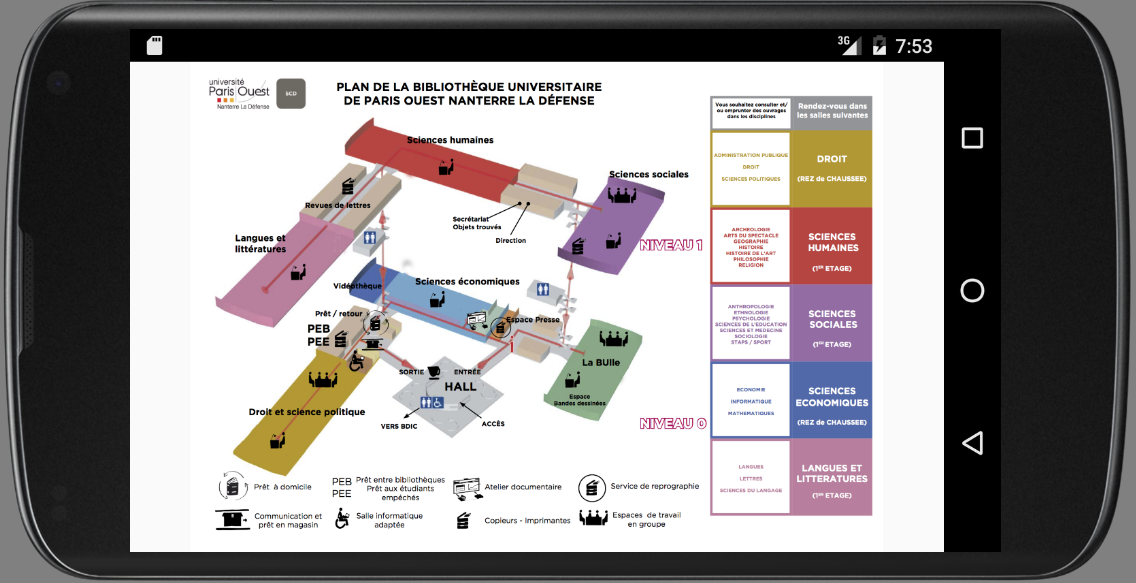 3G
7:53
université
Paris Ouest
Nanterre La Défense
SCD
PLAN DE LA BIBLIOTHÈQUE UNIVERSITAIRE
DE PARIS OUEST NANTERRE LA DÉFENSE
Sciences humaines
Revues de lettres
Secrétariat
Objets trouvés
Direction
Sciences sociales
Langues et
littératures
NIVEAU 1
Vidéothèque
Sciences économiques
Prêt / retour
PEB
PEE
Espace Presse
La BUlle
SORTIE
ENTRÉE
HALL
Espace
Bandes dessinées
Droit et science politique
VERS BDIC
ACCÈS
NIVEAU 0
Vous souhaitez consulter et/
ou emprunter des ouvrages
dans les disciplines
Rendez-vous dans
les salles suivantes
ADMINISTRATION PUBLIQUE
DROIT
SCIENCES POLITIQUES
DROIT
(REZ de CHAUSSEE)
ARCHEOLOGIE
ARTS DU SPECTACLE
GEOGRAPHIE
HISTOIRE
HISTOIRE DE L'ART
PHILOSOPHIE
RELIGION
SCIENCES
HUMAINES
(1er ETAGE)
ANTHROPOLOGIE
ETHNOLOGIE
PSYCHOLOGIE
SCIENCES DE L'EDUCATION
SCIENCES ET MEDECINE
SOCIOLOGIE
STAPS / SPORT
SCIENCES
SOCIALES
(1er ETAGE)
ECONOMIE
INFORMATIQUE
MATHEMATIQUES
SCIENCES
ECONOMIQUES
(REZ de CHAUSSEE)
LANGUES
LETTRES
SCIENCES DU LANGAGE
LANGUES ET
LITTERATURES
(1er ETAGE)
Prêt à domicile
PEB
PEE
Prêt entre bibliothèques
Prêt aux étudiants
empêchés
Atelier documentaire
Service de reprographie
Communication et
prêt en magasin
Salle informatique
adaptée
Copieurs - Imprimantes
Espaces de travail
en groupe